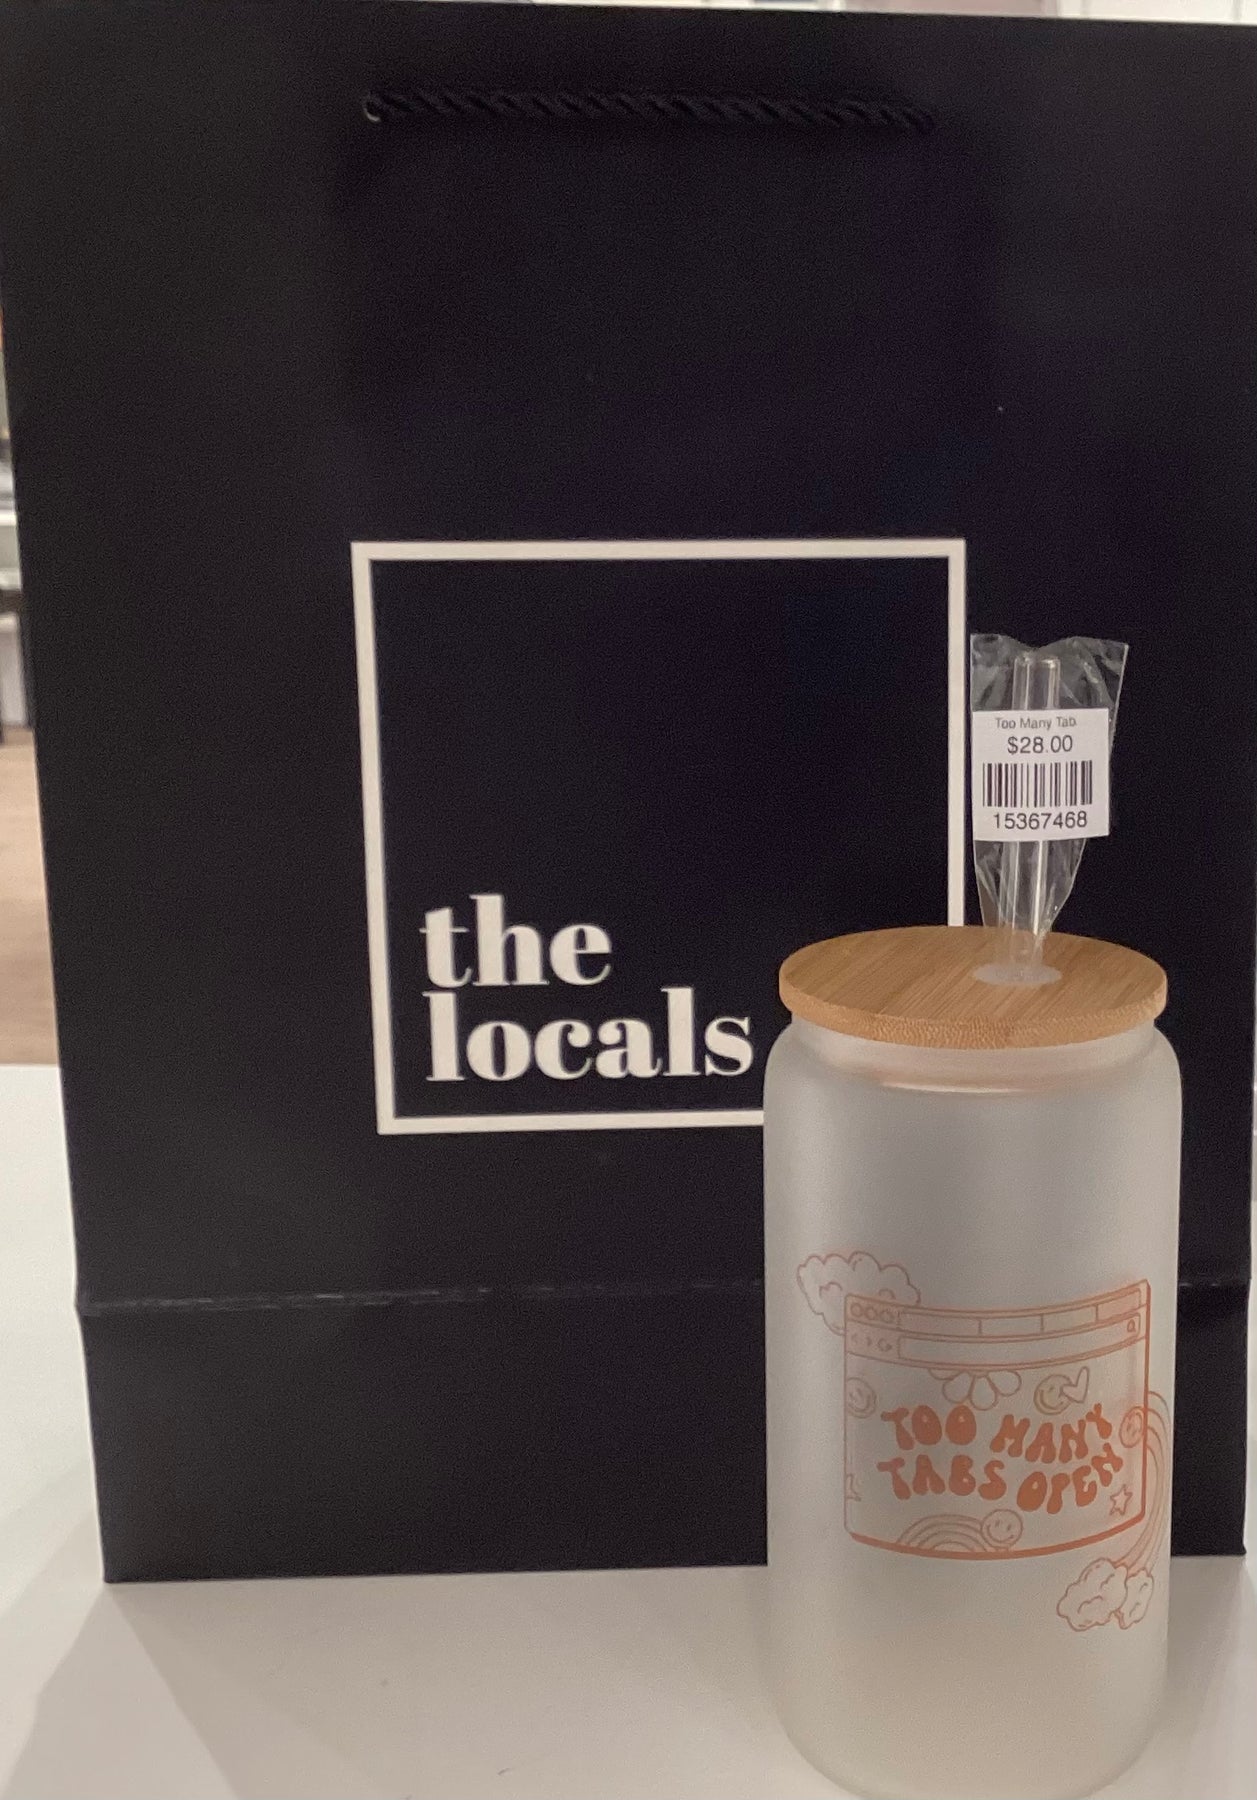 the
locals
Too Many Tab
$28.00
15367468
TOO MANY
TABS OPEN